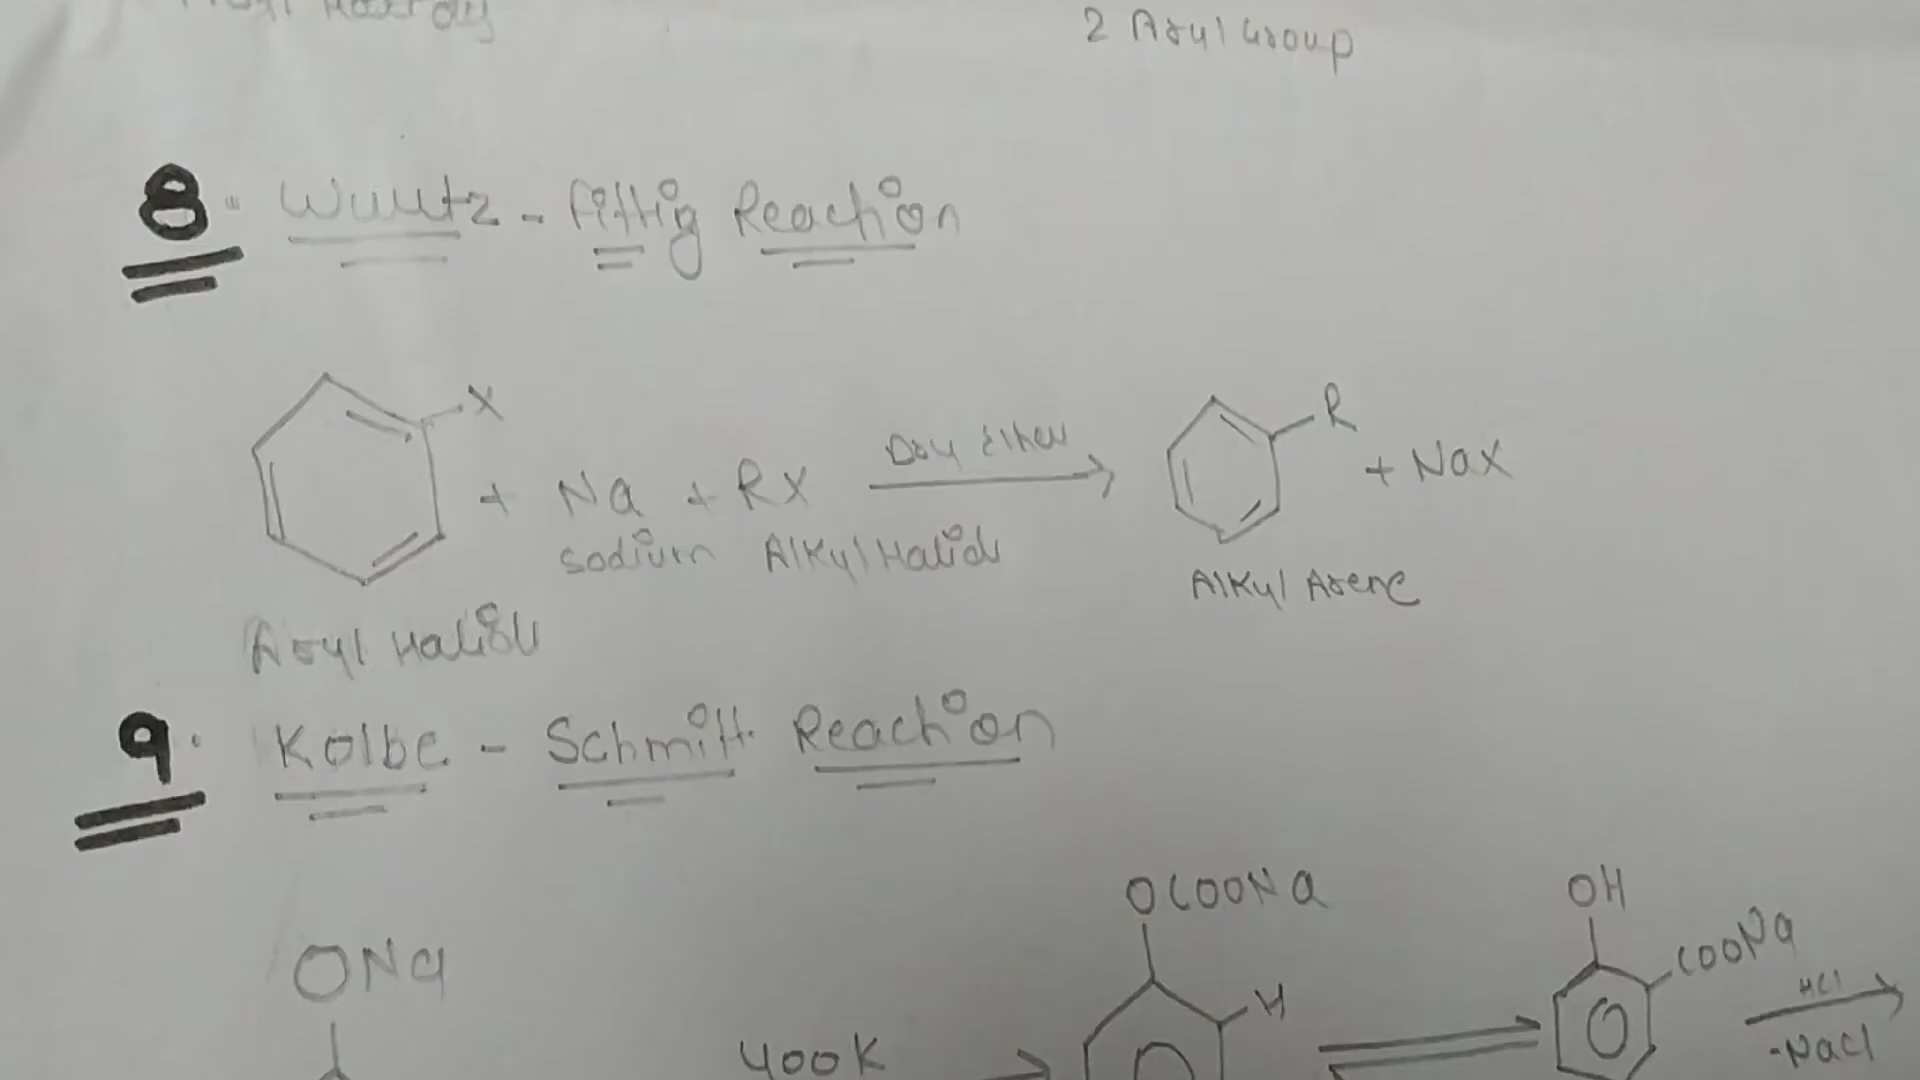 2 Aryl Group
8. Wurtz - fittig Reaction
X
R
Dry Ether
+ Na + RX
+ NaX
sodium Alkyl Halide
Alkyl Arene
Aryl Halide
9. Kolbe - Schmitt Reaction
OCOONa
OH
COONa
ONa
H
HCl
400K
-NaCl